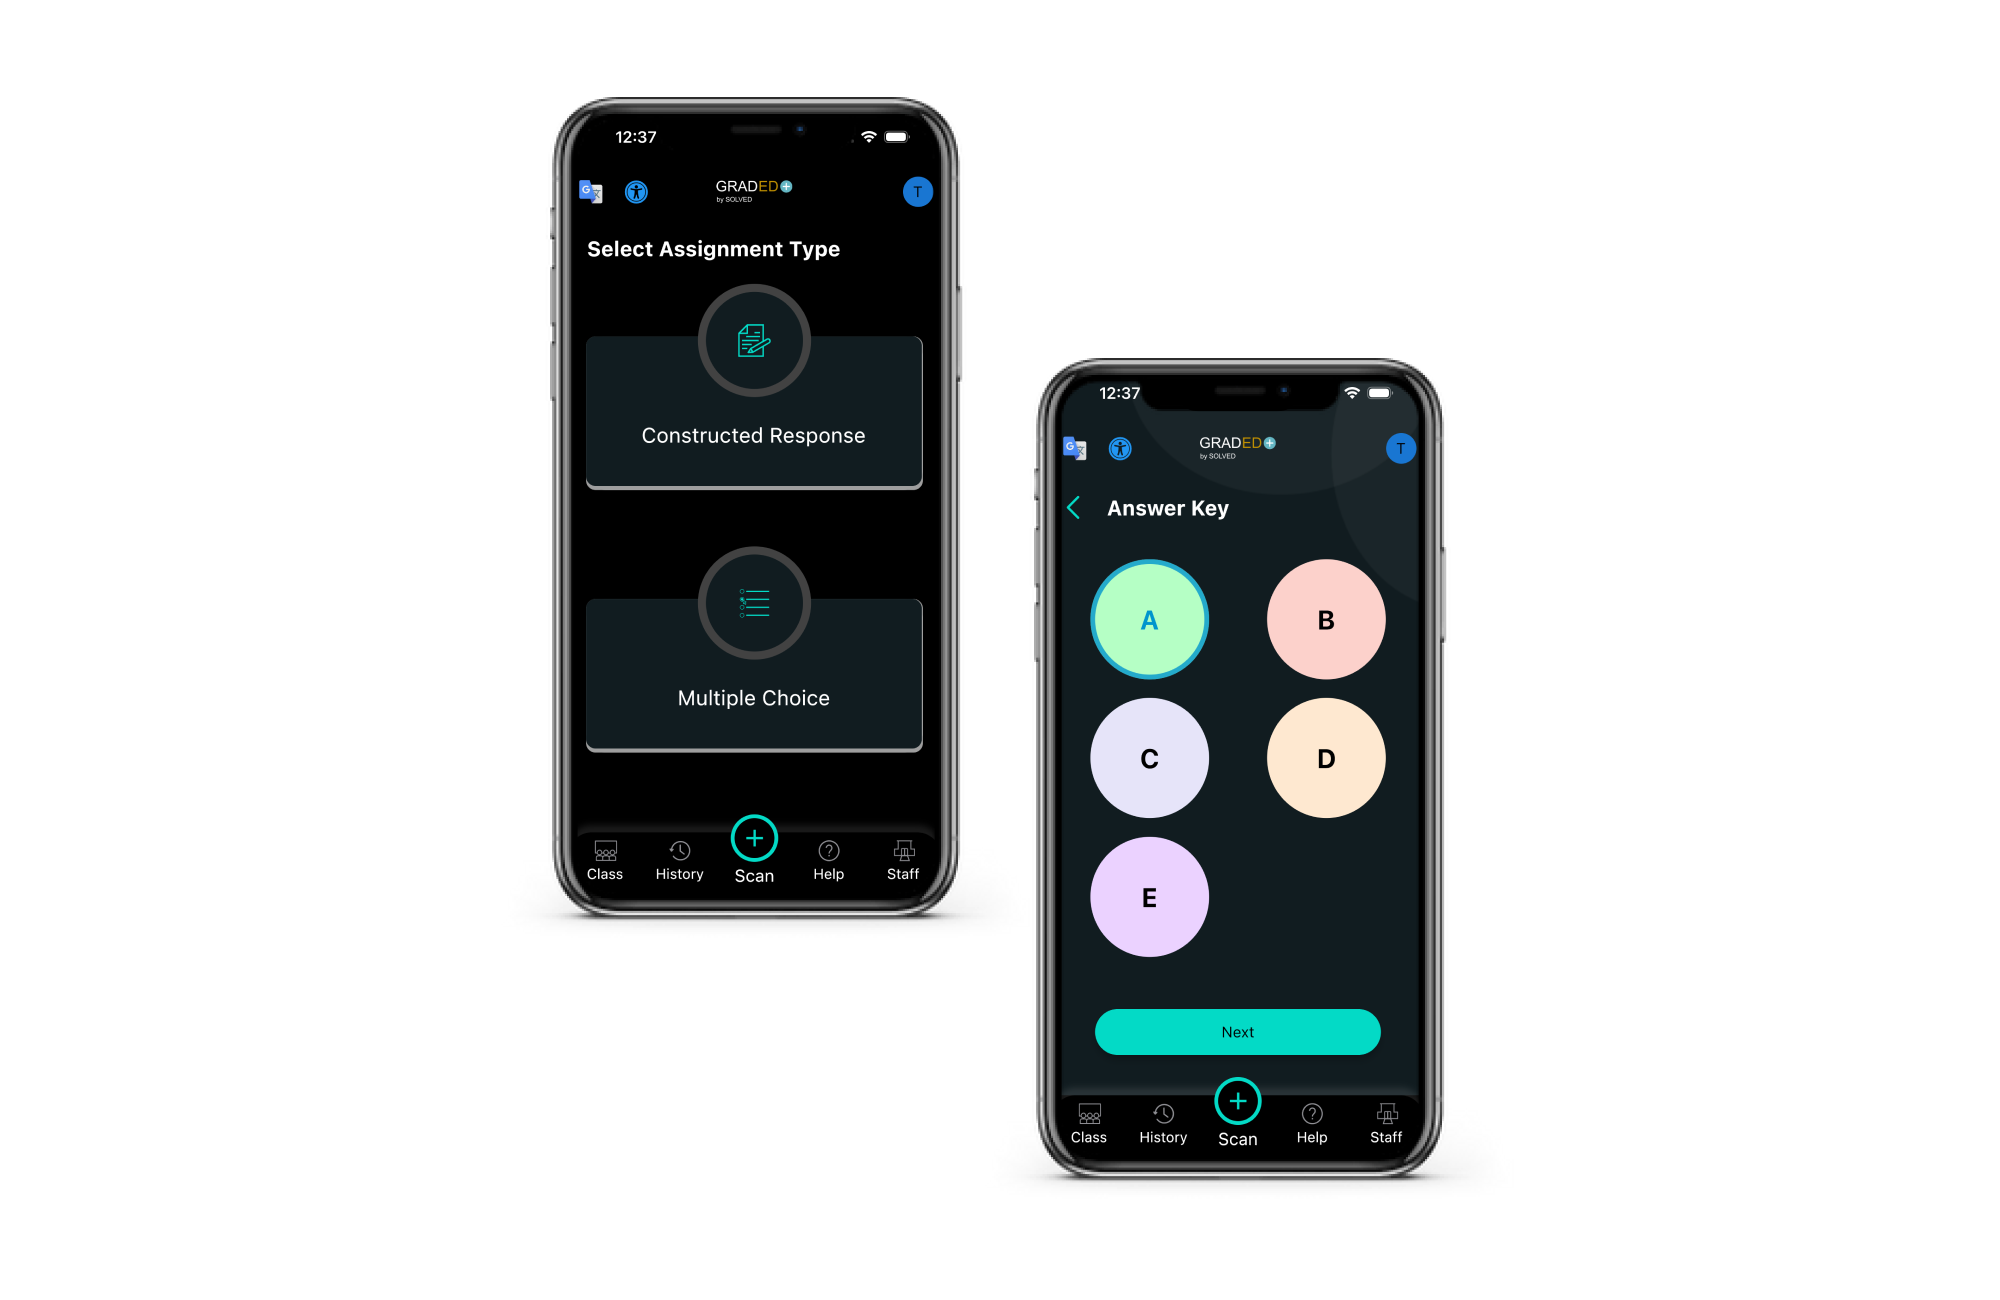 12:37
GRADED+
by SOLVED
T
Select Assignment Type
Constructed Response
Multiple Choice
Class History Scan Help Staff
12:37
GRADED+
by SOLVED
T
Answer Key
A B
C D
E
Next
Class History Scan Help Staff